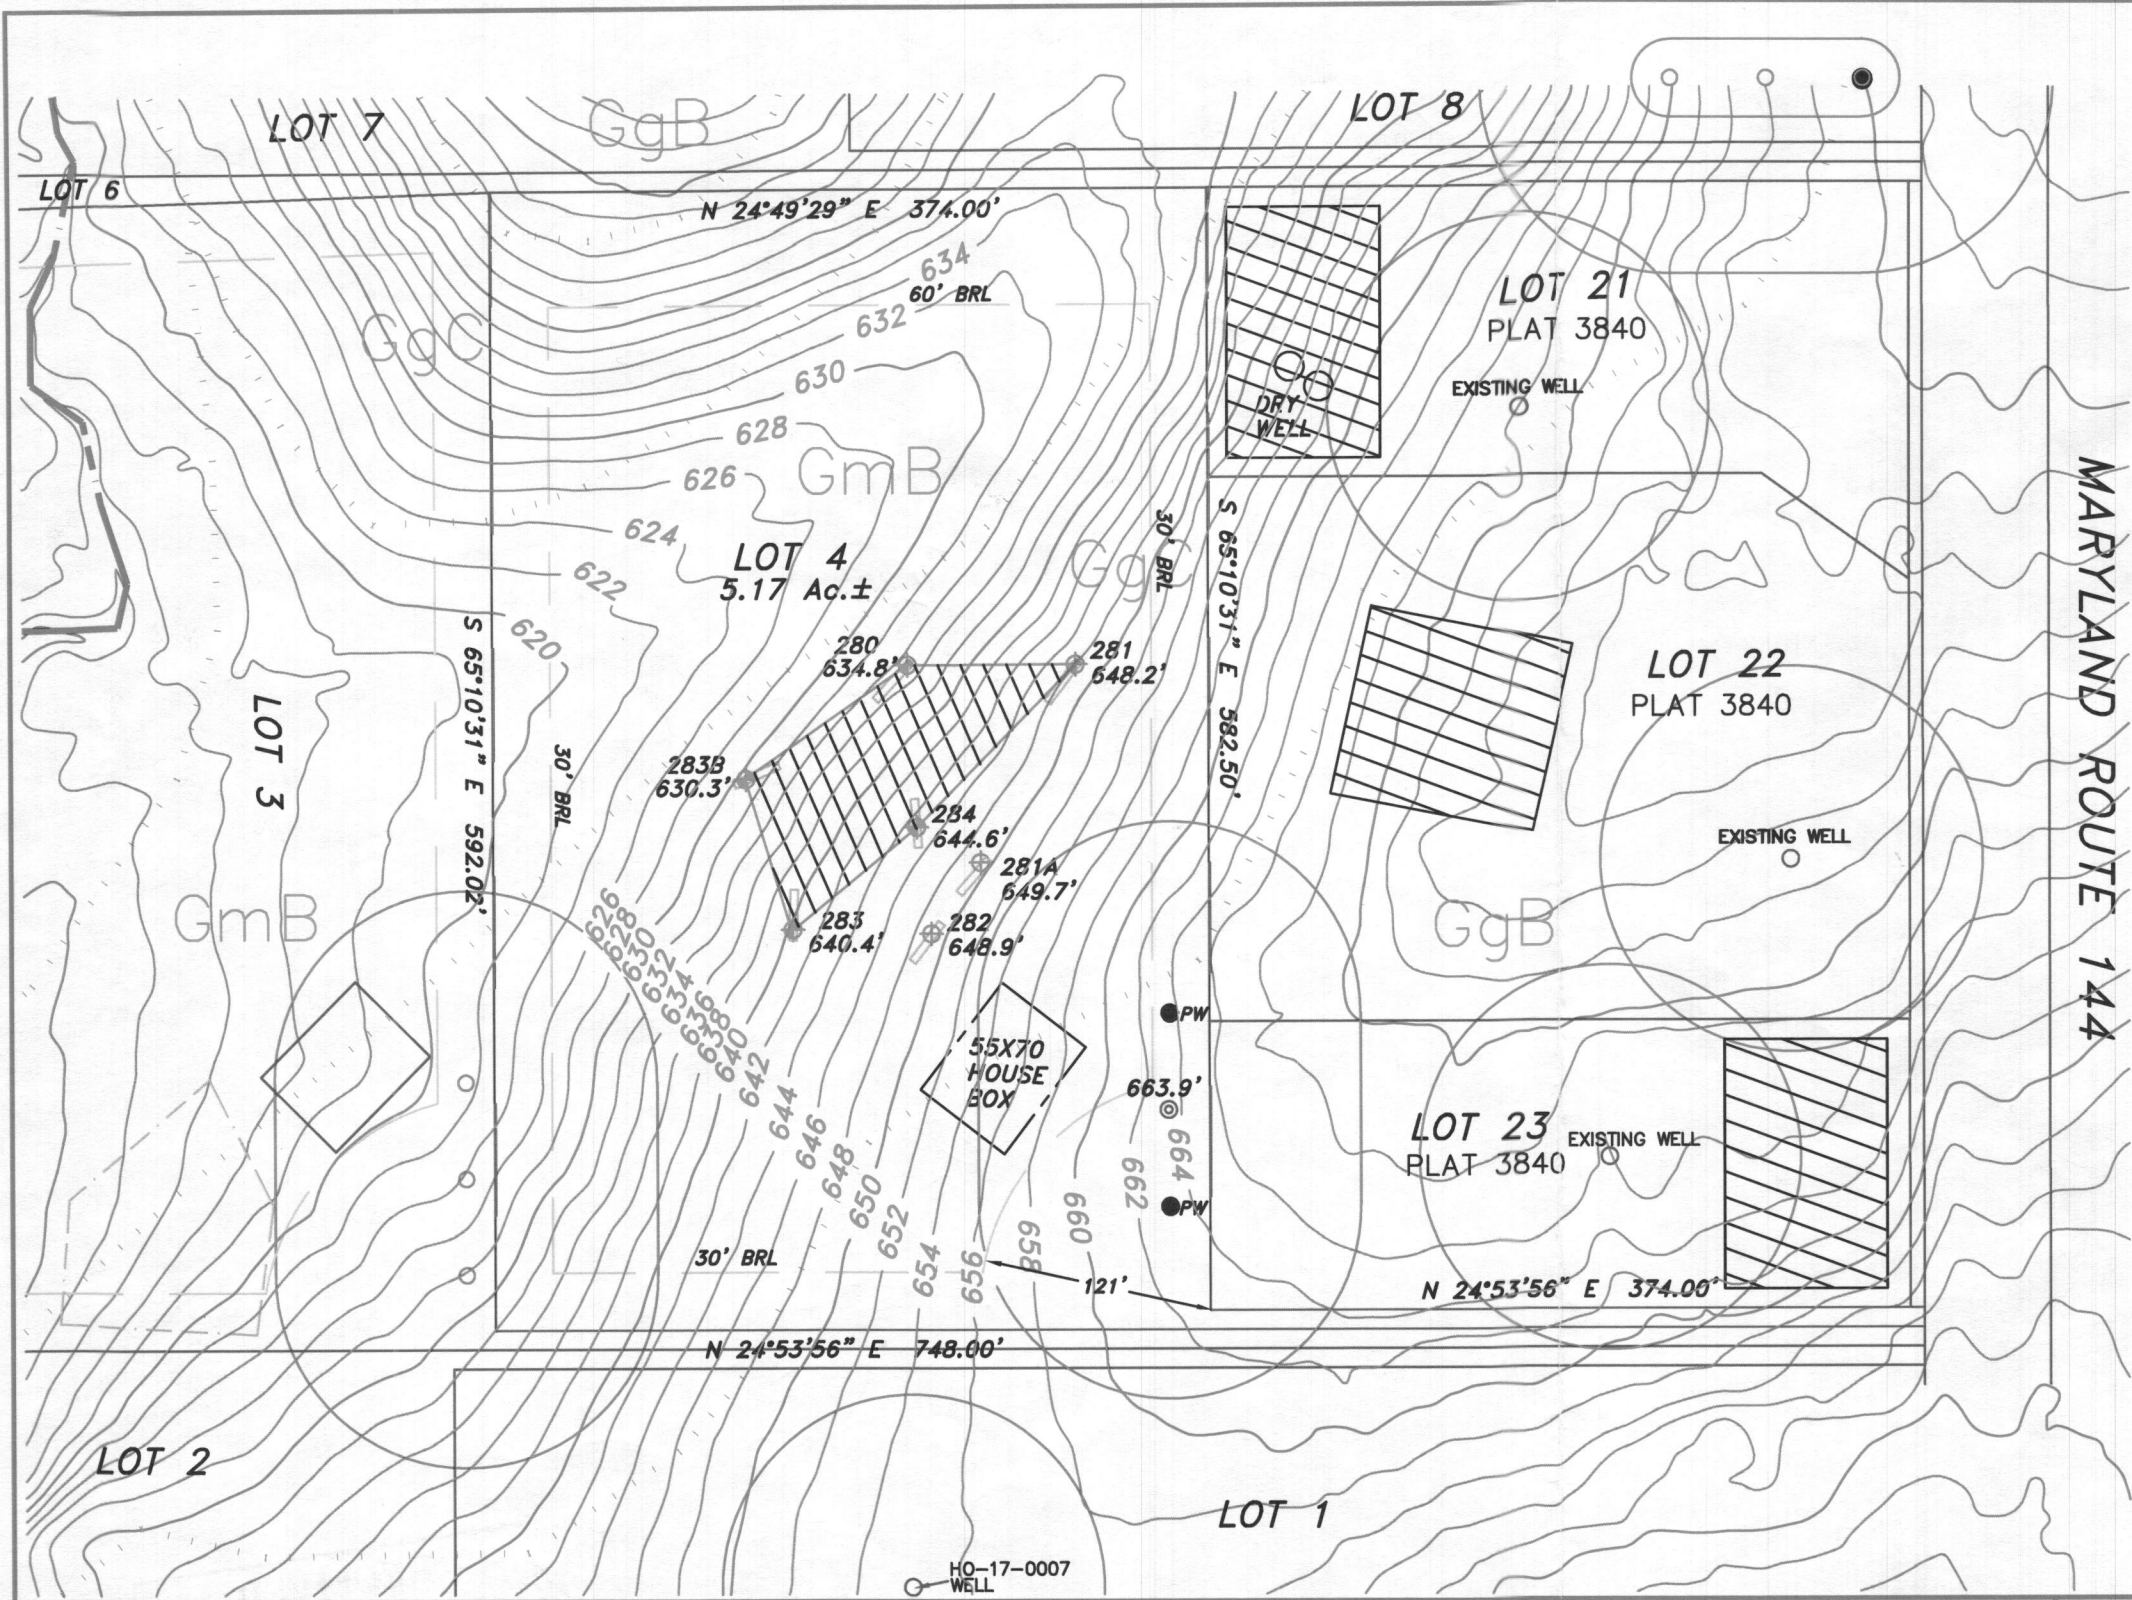 LOT 7
GgB
LOT 8
LOT 6
N 24°49'29" E 374.00'
634
60' BRL
632
GgC
630
628
626
GmB
624
622
620
LOT 4
5.17 Ac.±
LOT 21
PLAT 3840
EXISTING WELL
DRY
WELL
30' BRL
GgC
S 65°10'31" E 582.50'
MARYLAND ROUTE 144
280
634.8'
281
648.2'
LOT 22
PLAT 3840
EXISTING WELL
S 65°10'31" E 592.02'
LOT 3
30' BRL
283B
630.3'
284
644.6'
281A
649.7'
283
640.4'
282
648.9'
GmB
GgB
626
628
630
632
634
636
638
640
642
644
646
648
650
652
654
656
658
660
662
664
55X70
HOUSE
BOX
PW
663.9'
PW
LOT 23
PLAT 3840
EXISTING WELL
30' BRL
121'
N 24°53'56" E 374.00'
N 24°53'56" E 748.00'
LOT 2
LOT 1
HO-17-0007
WELL